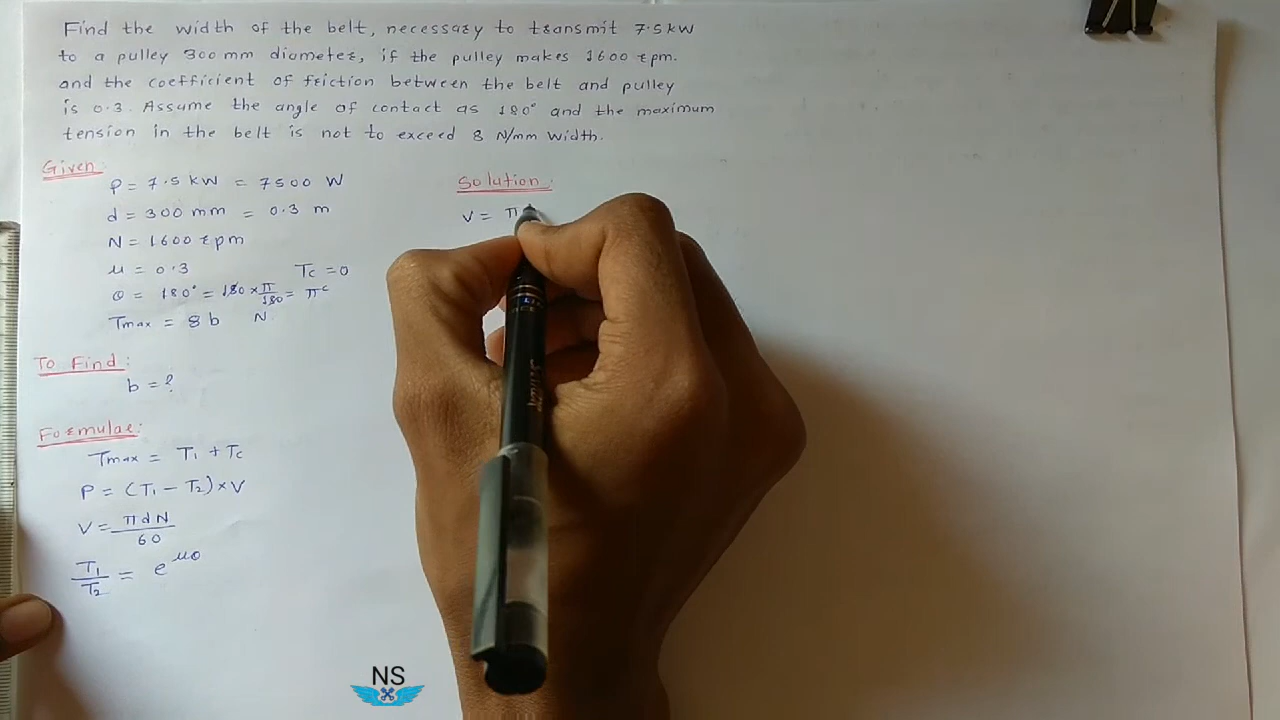 Find the width of the belt, necessary to transmit 7.5 kW
to a pulley 300 mm diameter, if the pulley makes 1600 rpm.
and the coefficient of friction between the belt and pulley
is 0.3. Assume the angle of contact as 180° and the maximum
tension in the belt is not to exceed 8 N/mm width.
Given:
P = 7.5 kW = 7500 W
d = 300 mm = 0.3 m
N = 1600 rpm
μ = 0.3 Tc = 0
θ = 180° = 180 × π/180 = π^c
Tmax = 8 b N
To Find:
b = ?
Formulae:
Tmax = T1 + Tc
P = (T1 - T2) × V
V = πdN/60
T1/T2 = e^μθ
Solution:
V = π
NS